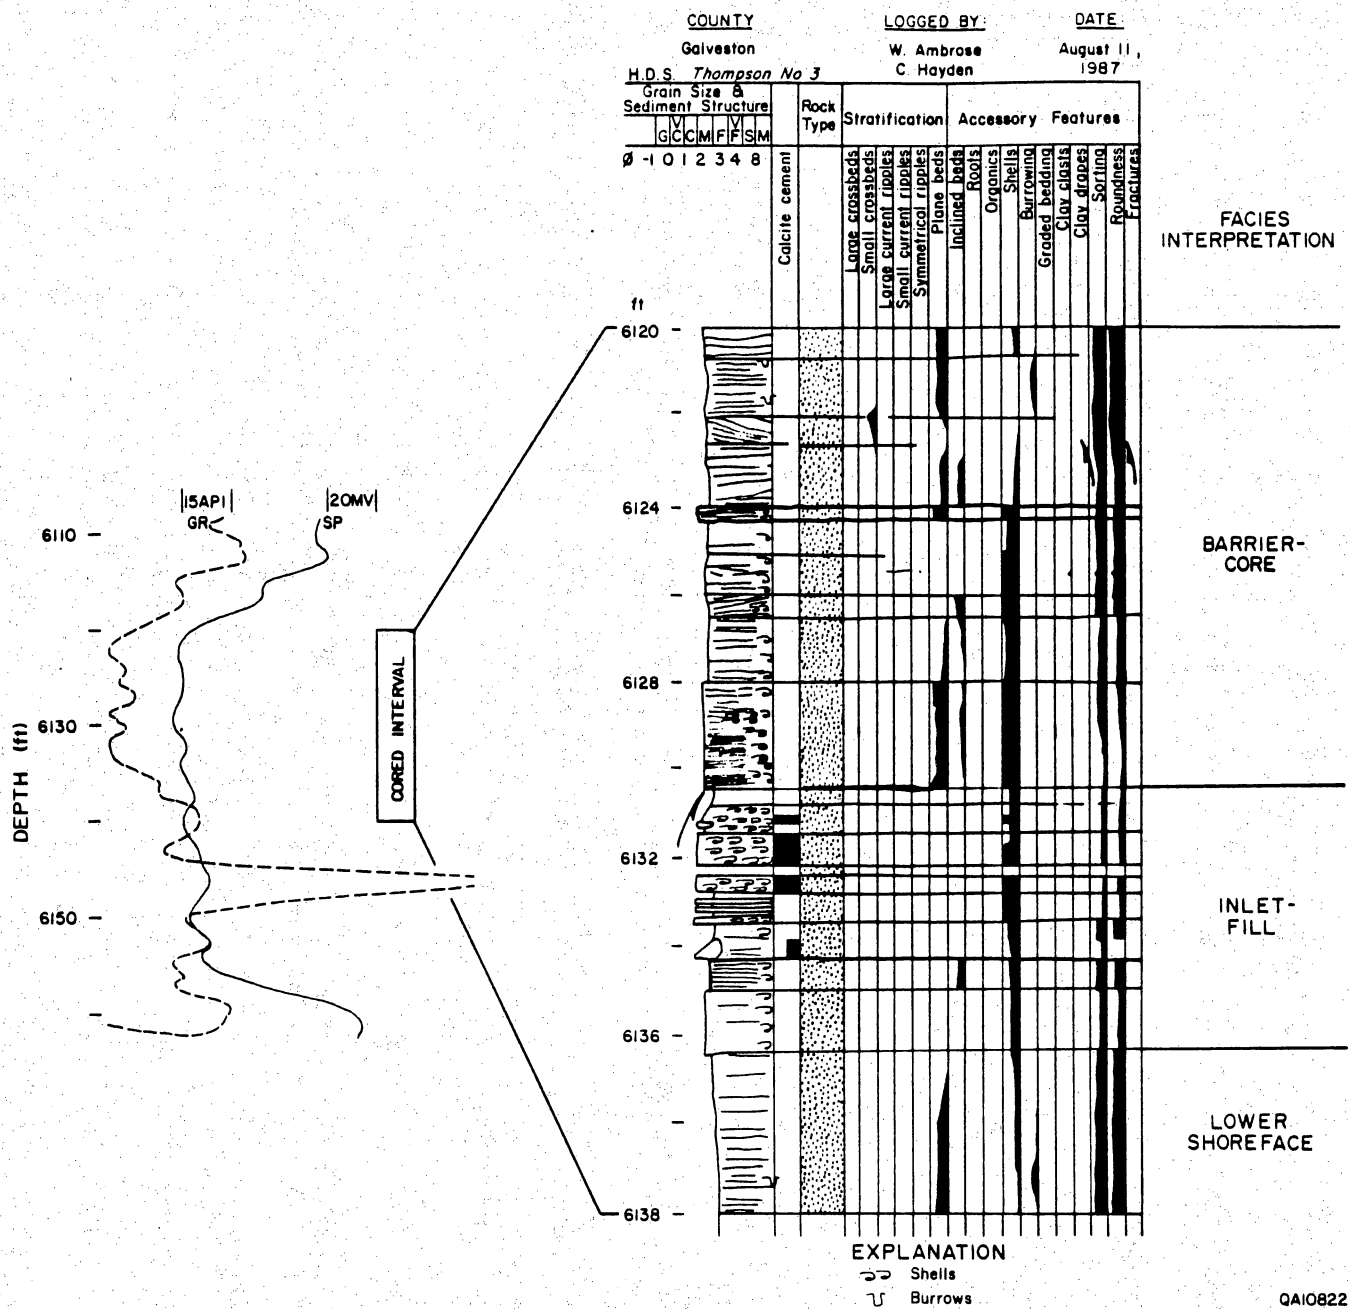 COUNTY
Galveston
LOGGED BY:
W. Ambrose
C. Hayden
DATE:
August 11,
1987
H.D.S. Thompson No 3
Grain Size &
Sediment Structure
V V
G C C M F F S M
Ø -1 0 1 2 3 4 8
Calcite cement
Rock
Type
Stratification
Accessory Features
Large crossbeds
Small crossbeds
Large current ripples
Small current ripples
Symmetrical ripples
Plane beds
Inclined beds
Roots
Organics
Shells
Burrowing
Graded bedding
Clay clasts
Clay drapes
Sorting
Roundness
Fractures
FACIES
INTERPRETATION
ft
6120
6124
6128
6132
6136
6138
BARRIER-
CORE
INLET-
FILL
LOWER
SHOREFACE
15API
GR
20MV
SP
DEPTH (ft)
6110
6130
6150
CORED INTERVAL
EXPLANATION
Shells
Burrows
QA10822